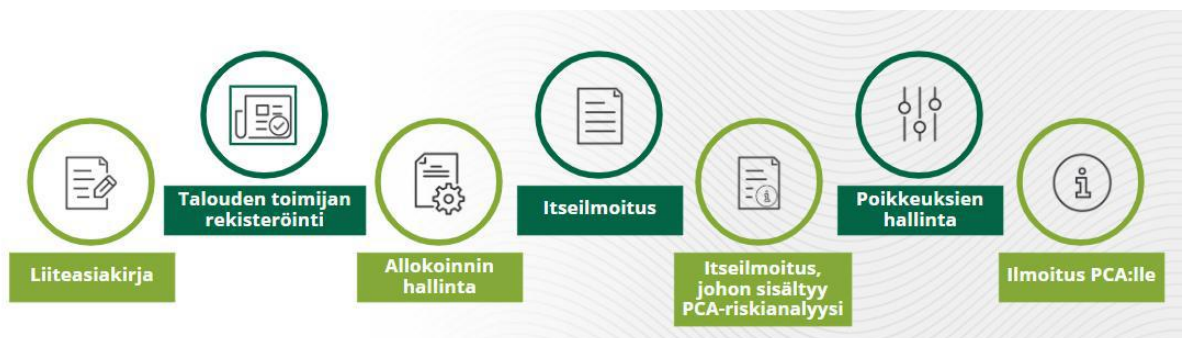 Liiteasiakirja
Talouden toimijan
rekisteröinti
Allokoinnin
hallinta
Itseilmoitus
Itseilmoitus,
johon sisältyy
PCA-riskianalyysi
Poikkeuksien
hallinta
Ilmoitus PCA:lle